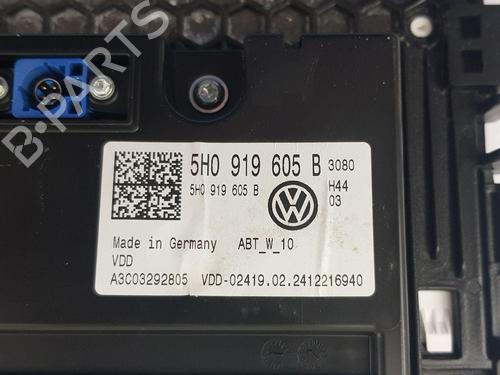 5H0 919 605 B 3080
5H0 919 605 B H44
03
Made in Germany ABT_W_10
VDD
A3C03292805 VDD-02419.02.2412216940
B-PARTS